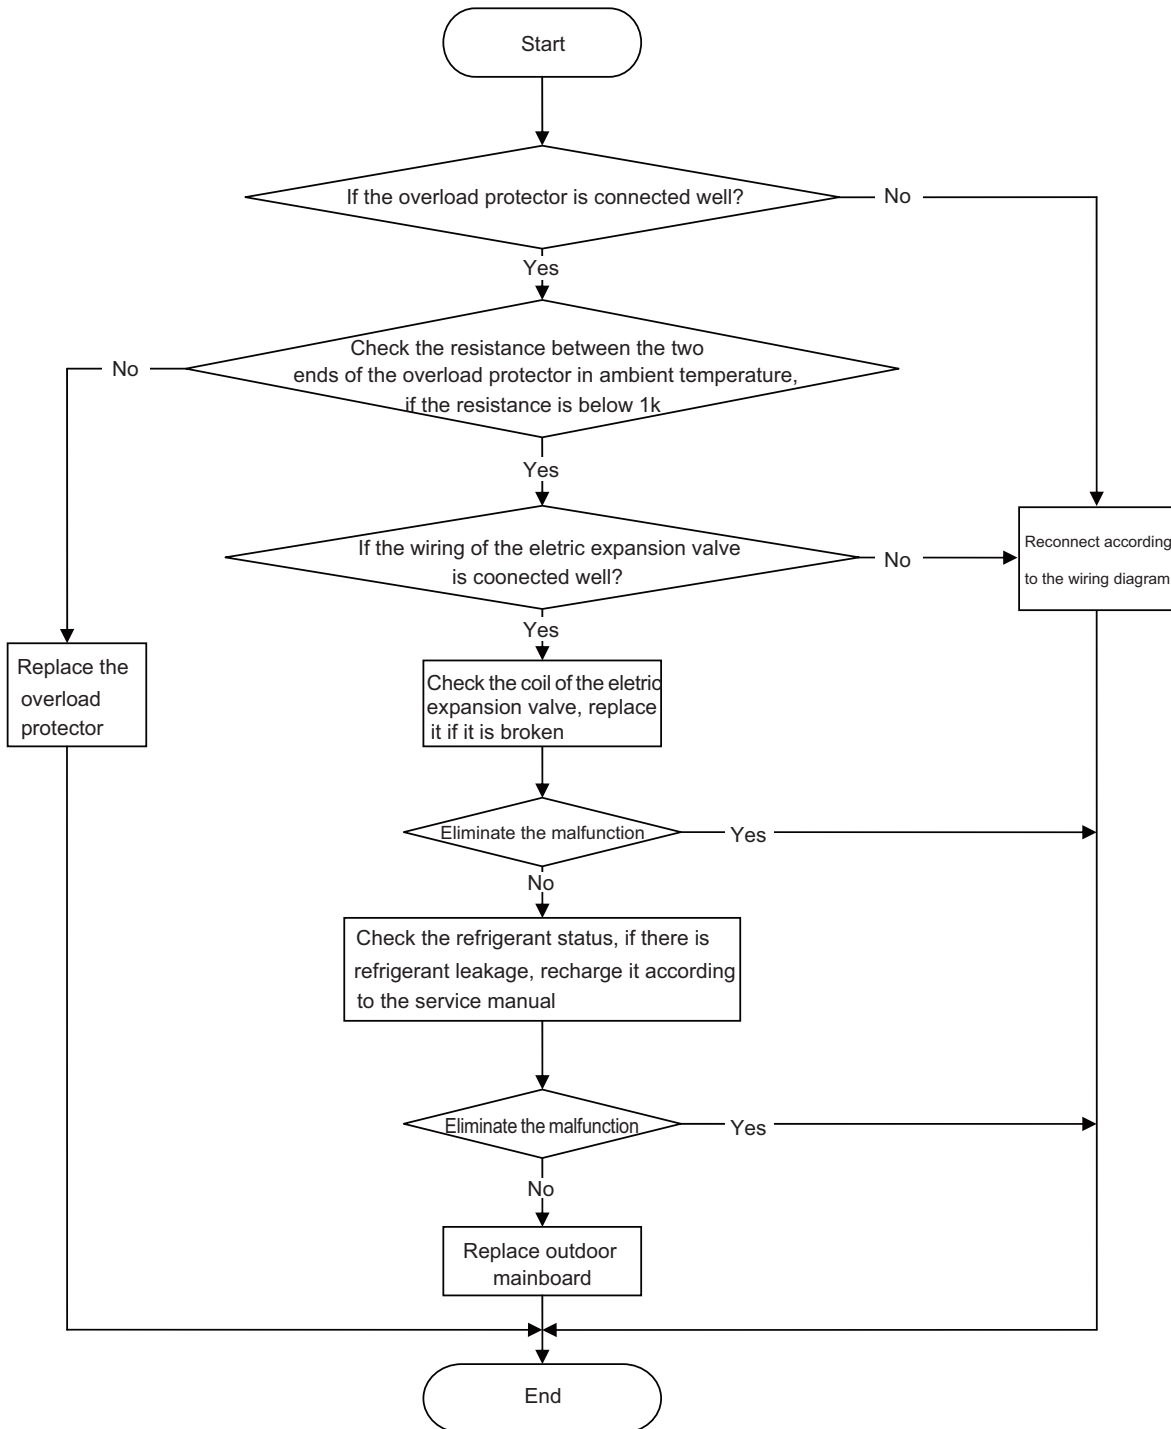 Start
If the overload protector is connected well?
No
Yes
Check the resistance between the two
ends of the overload protector in ambient temperature,
if the resistance is below 1k
No
Yes
If the wiring of the eletric expansion valve
is coonected well?
No
Reconnect according
to the wiring diagram
Yes
Replace the
overload
protector
Check the coil of the eletric
expansion valve, replace
it if it is broken
Eliminate the malfunction
Yes
No
Check the refrigerant status, if there is
refrigerant leakage, recharge it according
to the service manual
Eliminate the malfunction
Yes
No
Replace outdoor
mainboard
End